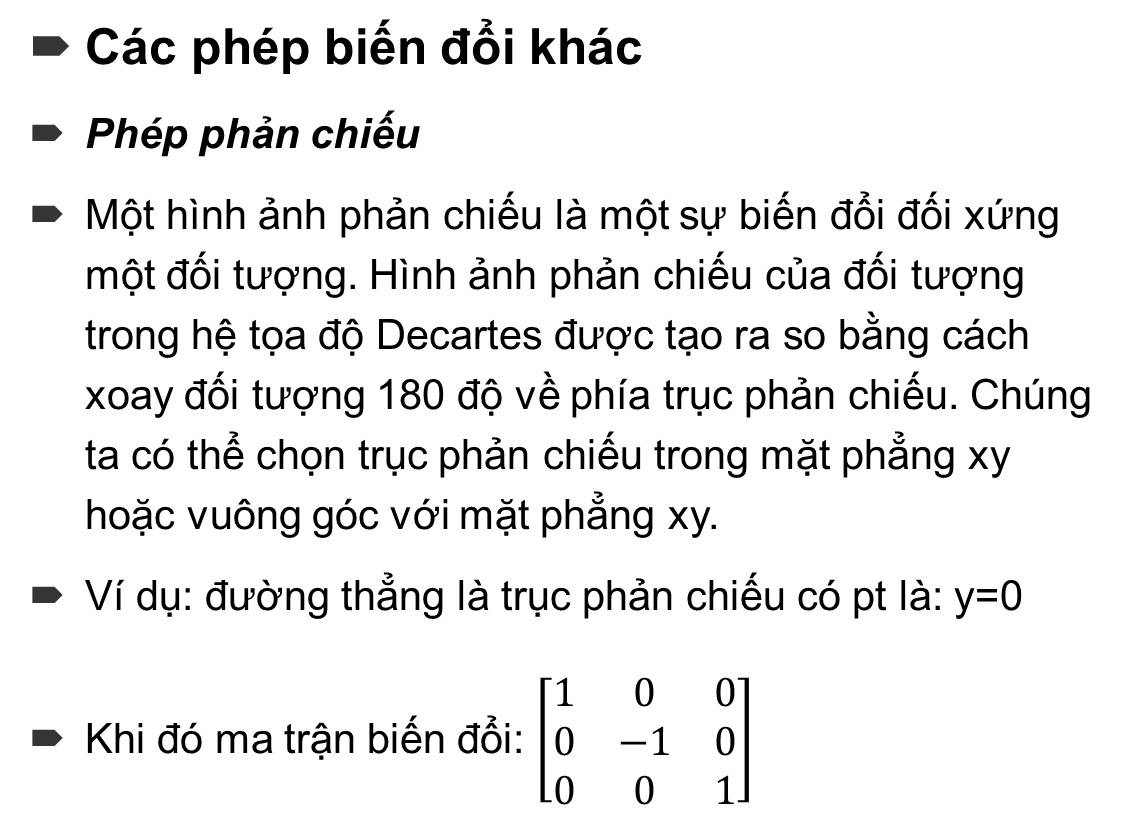 Các phép biến đổi khác
Phép phản chiếu
Một hình ảnh phản chiếu là một sự biến đổi đối xứng
một đối tượng. Hình ảnh phản chiếu của đối tượng
trong hệ tọa độ Decartes được tạo ra so bằng cách
xoay đối tượng 180 độ về phía trục phản chiếu. Chúng
ta có thể chọn trục phản chiếu trong mặt phẳng xy
hoặc vuông góc với mặt phẳng xy.
Ví dụ: đường thẳng là trục phản chiếu có pt là: y=0
1 0 0
Khi đó ma trận biến đổi: 0 −1 0
0 0 1